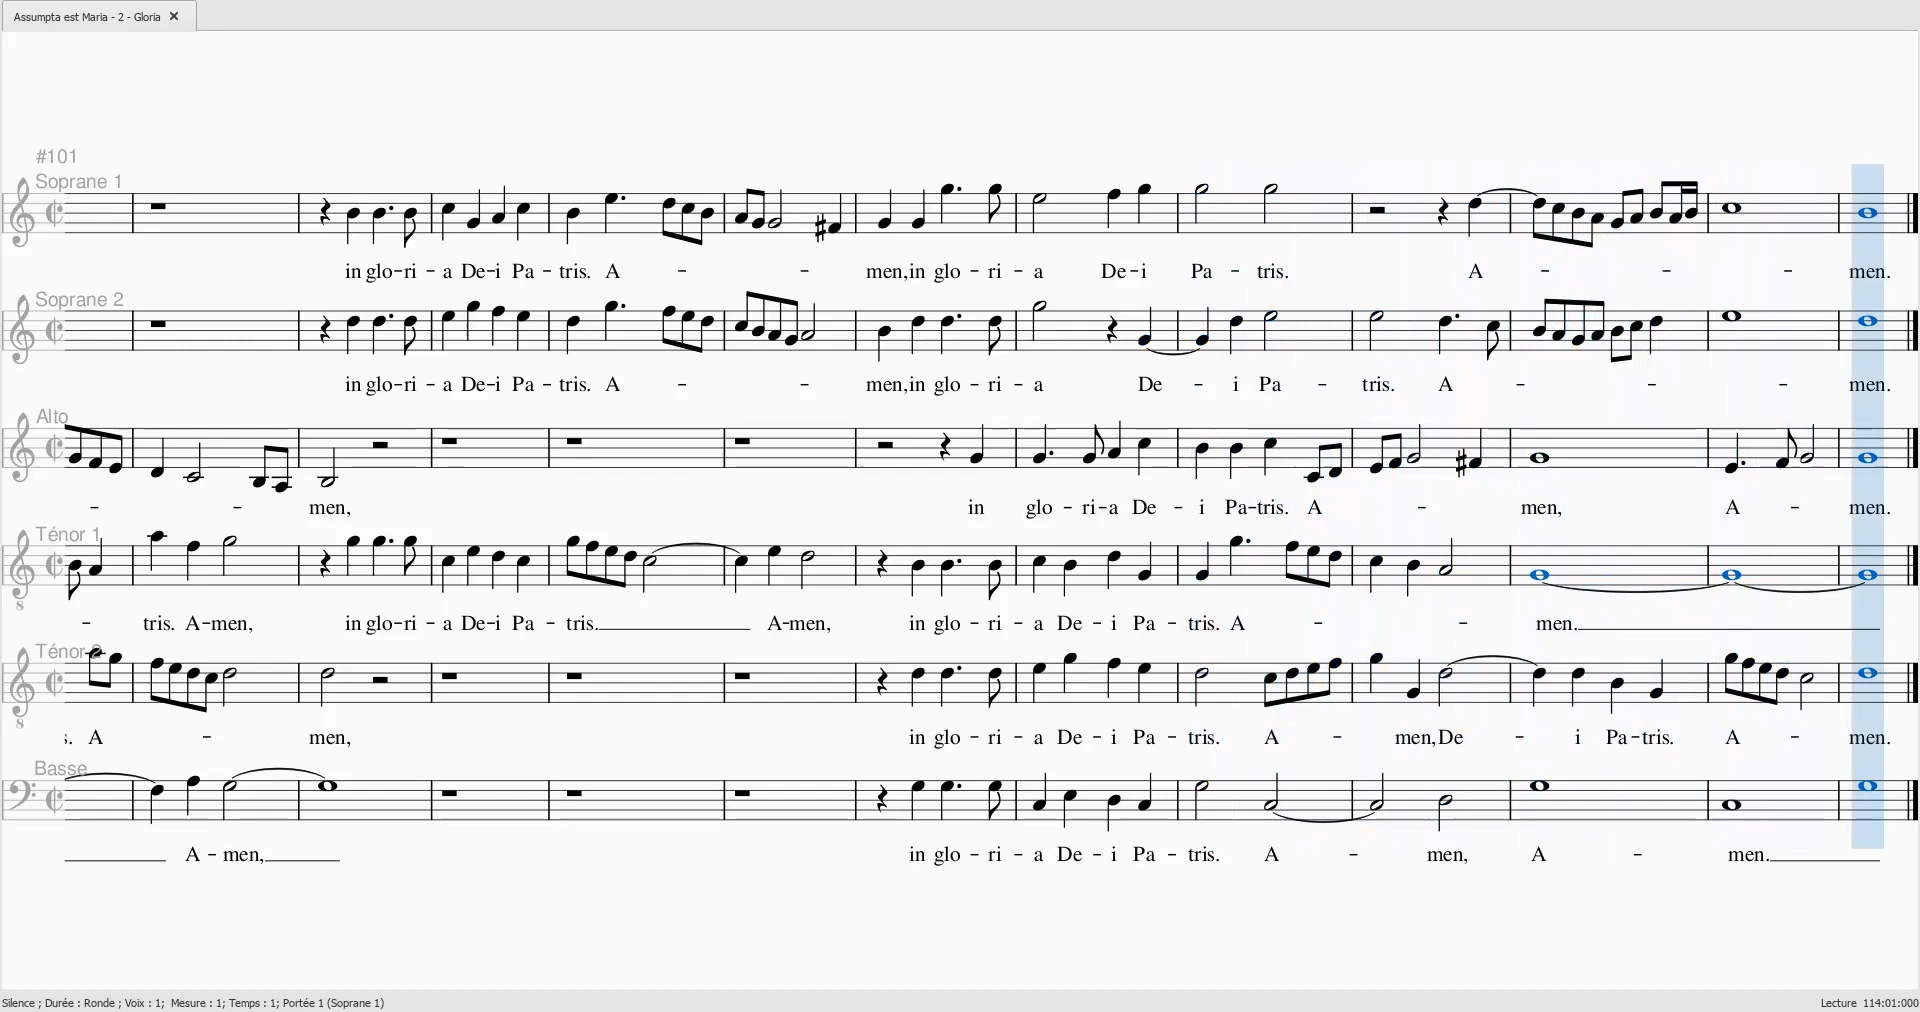 Assumpta est Maria - 2 - Gloria
#101
Soprane 1
in glo-ri - a De-i Pa - tris. A - - men, in glo - ri - a De-i Pa - tris. A - - - men.
Soprane 2
in glo-ri - a De-i Pa - tris. A - - men, in glo - ri - a De - i Pa - tris. A - - - men.
Alto
- - men, in glo - ri-a De - i Pa-tris. A - men, A - men.
Ténor 1
- tris. A-men, in glo-ri - a De-i Pa - tris. A-men, in glo - ri - a De - i Pa - tris. A - - men.
Ténor 2
s. A - men, in glo - ri - a De - i Pa - tris. A - men, De - i Pa-tris. A - men.
Basse
A - men, in glo - ri - a De - i Pa - tris. A - men, A - men.
Silence ; Durée : Ronde ; Voix : 1; Mesure : 1; Temps : 1; Portée 1 (Soprane 1)
Lecture 114:01:000